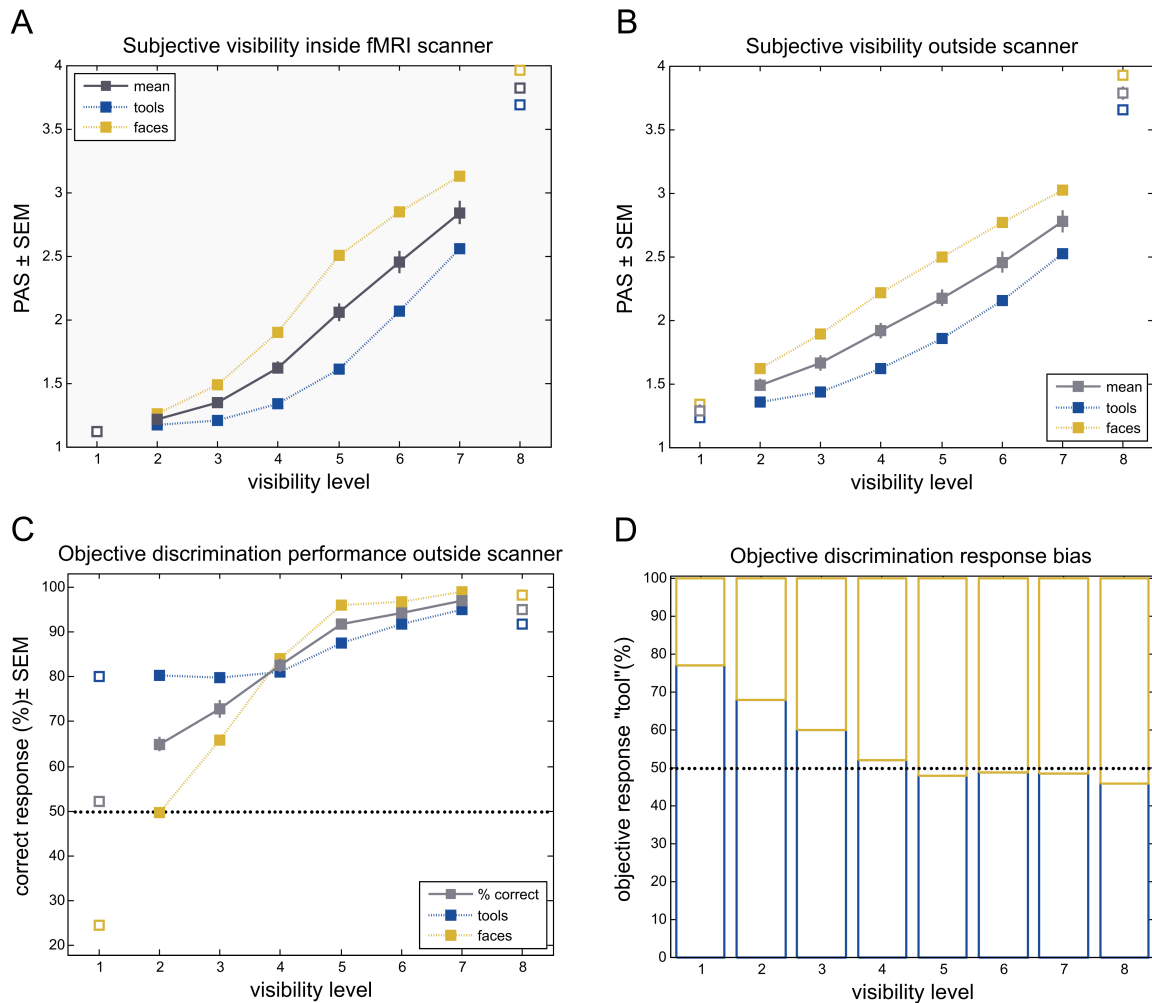 A
Subjective visibility inside fMRI scanner
4
3.5
3
2.5
2
1.5
1
PAS ± SEM
mean
tools
faces
1 2 3 4 5 6 7 8
visibility level
B
Subjective visibility outside scanner
4
3.5
3
2.5
2
1.5
1
PAS ± SEM
mean
tools
faces
1 2 3 4 5 6 7 8
visibility level
C
Objective discrimination performance outside scanner
100
90
80
70
60
50
40
30
20
correct response (%)± SEM
% correct
tools
faces
1 2 3 4 5 6 7 8
visibility level
D
Objective discrimination response bias
100
90
80
70
60
50
40
30
20
10
0
objective response "tool"(%)
1 2 3 4 5 6 7 8
visibility level